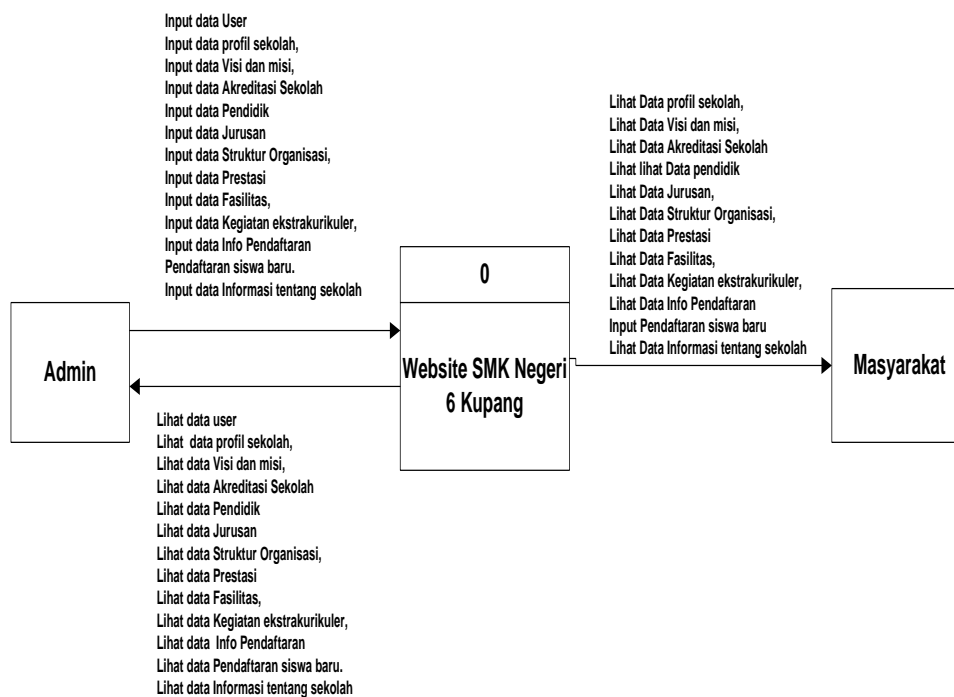 Input data User
Input data profil sekolah,
Input data Visi dan misi,
Input data Akreditasi Sekolah
Input data Pendidik
Input data Jurusan
Input data Struktur Organisasi,
Input data Prestasi
Input data Fasilitas,
Input data Kegiatan ekstrakurikuler,
Input data Info Pendaftaran
Pendaftaran siswa baru.
Input data Informasi tentang sekolah
Admin
0
Website SMK Negeri
6 Kupang
Lihat Data profil sekolah,
Lihat Data Visi dan misi,
Lihat Data Akreditasi Sekolah
Lihat lihat Data pendidik
Lihat Data Jurusan,
Lihat Data Struktur Organisasi,
Lihat Data Prestasi
Lihat Data Fasilitas,
Lihat Data Kegiatan ekstrakurikuler,
Lihat Data Info Pendaftaran
Input Pendaftaran siswa baru
Lihat Data Informasi tentang sekolah
Masyarakat
Lihat data user
Lihat data profil sekolah,
Lihat data Visi dan misi,
Lihat data Akreditasi Sekolah
Lihat data Pendidik
Lihat data Jurusan
Lihat data Struktur Organisasi,
Lihat data Prestasi
Lihat data Fasilitas,
Lihat data Kegiatan ekstrakurikuler,
Lihat data Info Pendaftaran
Lihat data Pendaftaran siswa baru.
Lihat data Informasi tentang sekolah